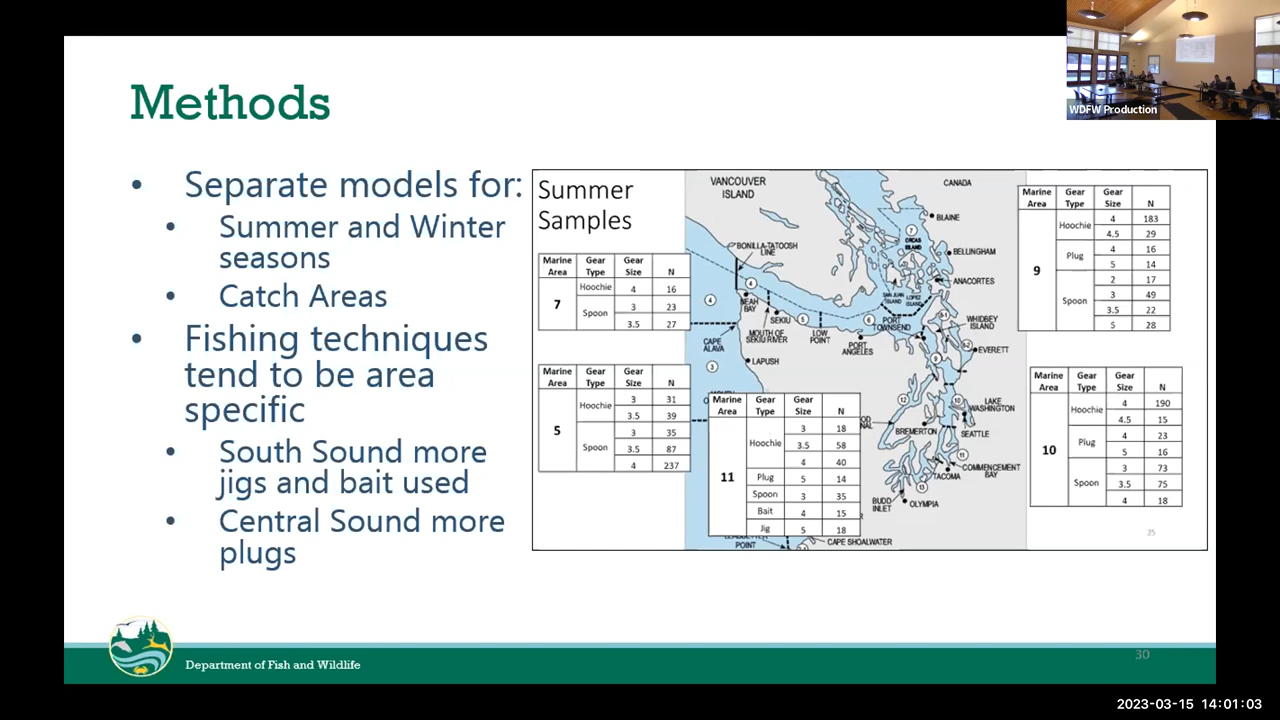 WDFW Production
Methods
• Separate models for:
• Summer and Winter
seasons
• Catch Areas
• Fishing techniques
tend to be area
specific
• South Sound more
jigs and bait used
• Central Sound more
plugs
Summer
Samples
Marine Area Gear Type Gear Size N
7 Hoochie 4 16
Spoon 3 23
3.5 27
Marine Area Gear Type Gear Size N
5 Hoochie 3 31
3.5 39
Spoon 3 35
3.5 87
4 237
Marine Area Gear Type Gear Size N
11 Hoochie 3 18
3.5 58
4 40
Plug 5 14
Spoon 3 35
Bait 4 15
Jig 5 18
Marine Area Gear Type Gear Size N
9 Hoochie 4 183
4.5 29
Plug 4 16
5 14
Spoon 2 17
3 49
3.5 22
5 28
Marine Area Gear Type Gear Size N
10 Hoochie 4 190
4.5 15
Plug 4 23
5 16
Spoon 3 73
3.5 75
4 18
VANCOUVER
ISLAND
CANADA
BLAINE
7
ORCAS
ISLAND
BONILLA-TATOOSH
LINE
BELLINGHAM
ANACORTES
SAN JUAN
ISLAND
LOPEZ
ISLAND
4
4
NEAH
BAY
SEKIU
5
6
MOUTH OF
SEKIU RIVER
LOW
POINT
PORT
ANGELES
PORT
TOWNSEND
WHIDBEY
ISLAND
EVERETT
CAPE
ALAVA
LAPUSH
3
9
12
10
LAKE
WASHINGTON
BREMERTON
SEATTLE
11
COMMENCEMENT
BAY
TACOMA
13
BUDD
INLET
OLYMPIA
POINT
CAPE SHOALWATER
25
Department of Fish and Wildlife
30
2023-03-15 14:01:03